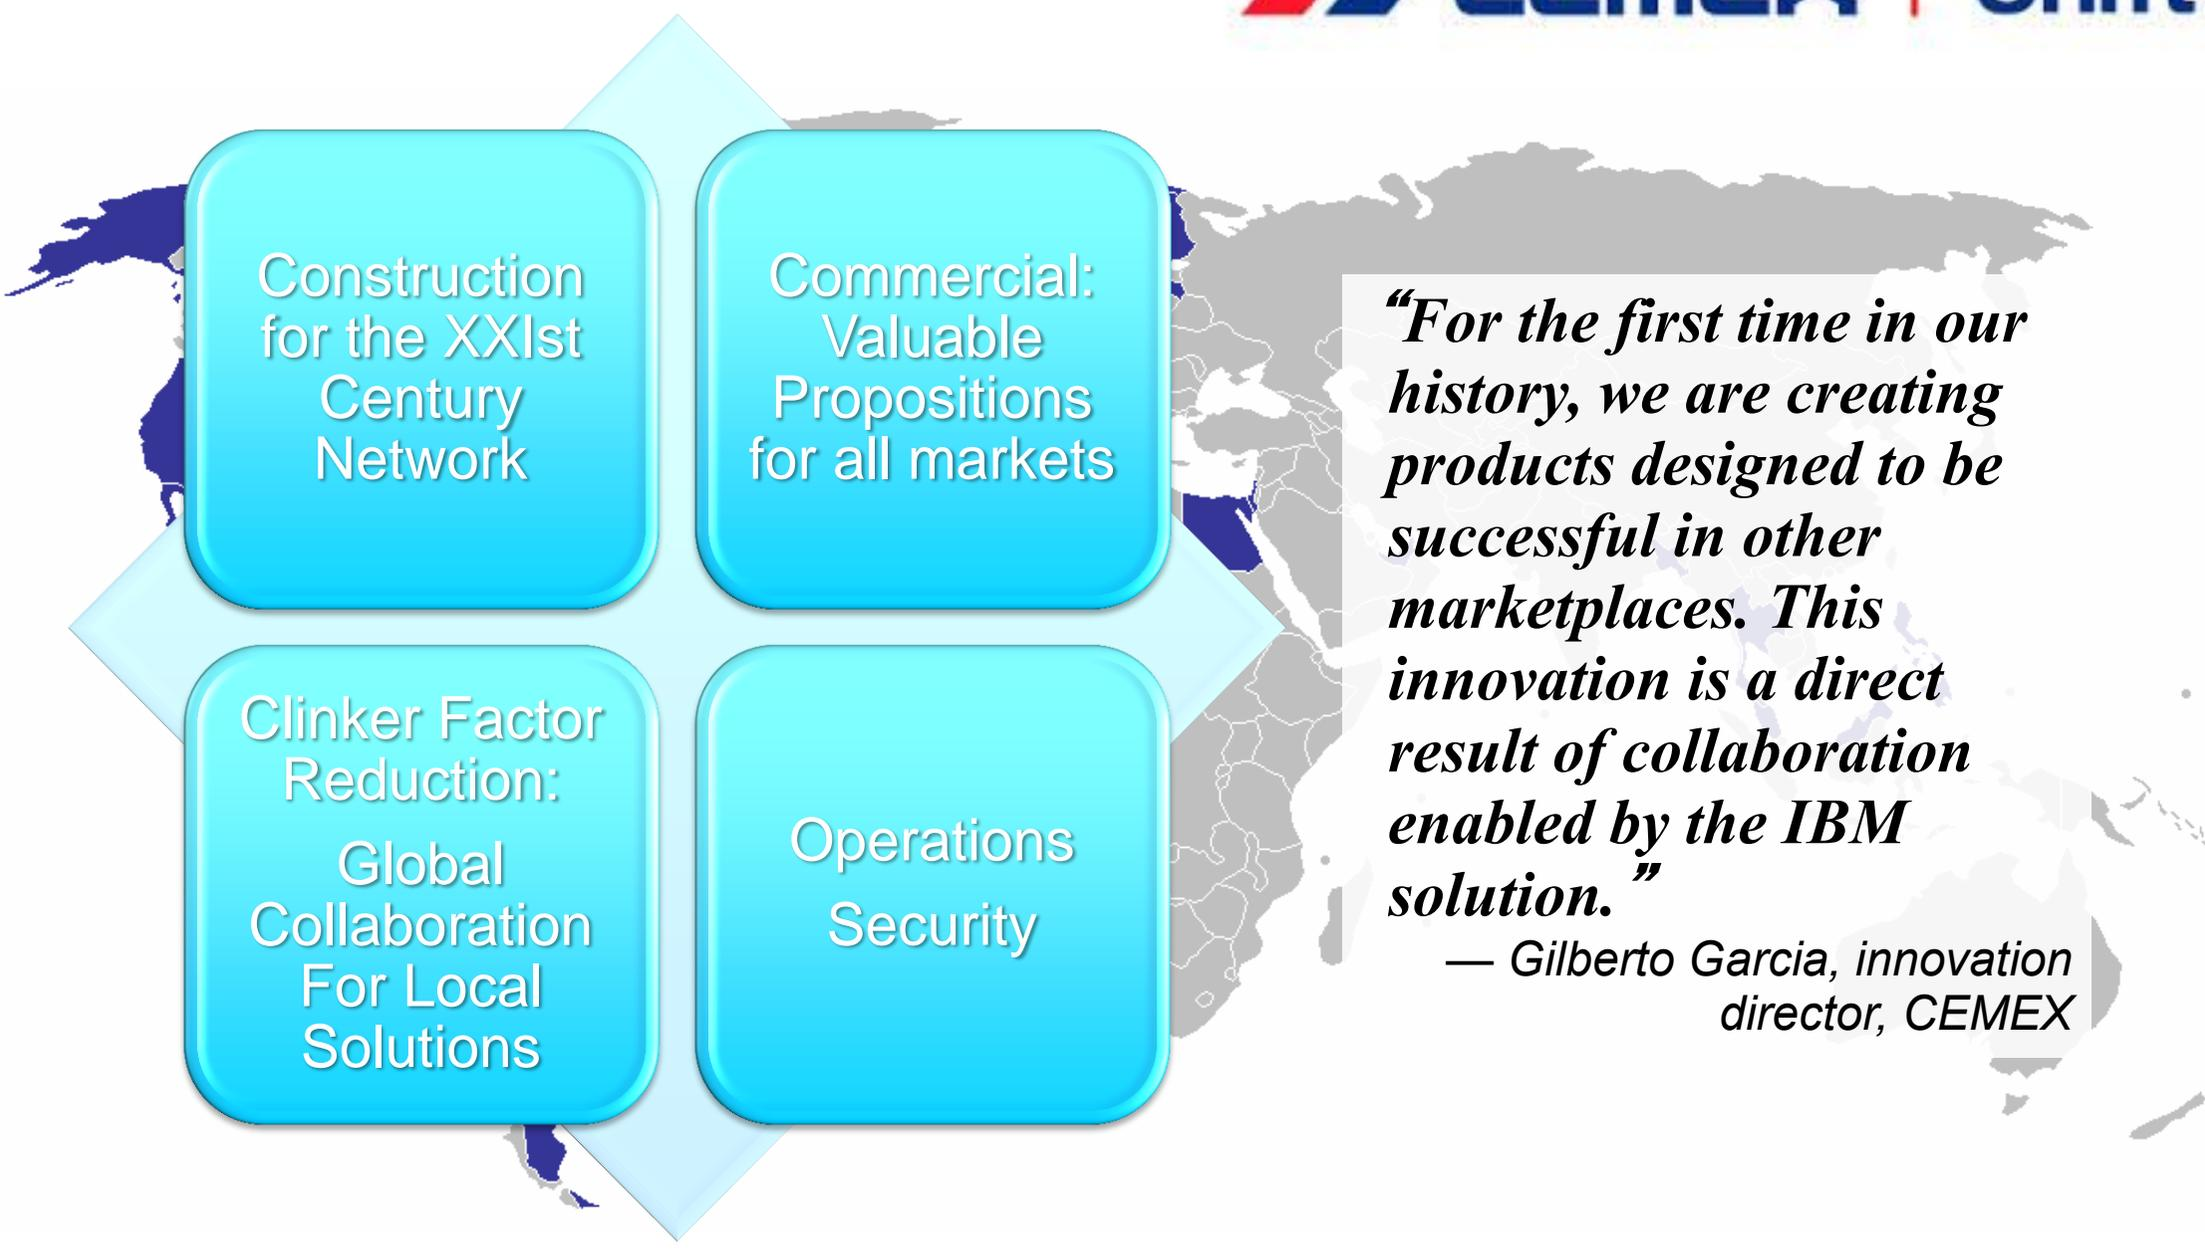 CEMEX | Shift
Construction
for the XXIst
Century
Network
Commercial:
Valuable
Propositions
for all markets
Clinker Factor
Reduction:
Global
Collaboration
For Local
Solutions
Operations
Security
“For the first time in our
history, we are creating
products designed to be
successful in other
marketplaces. This
innovation is a direct
result of collaboration
enabled by the IBM
solution.”
— Gilberto Garcia, innovation
director, CEMEX